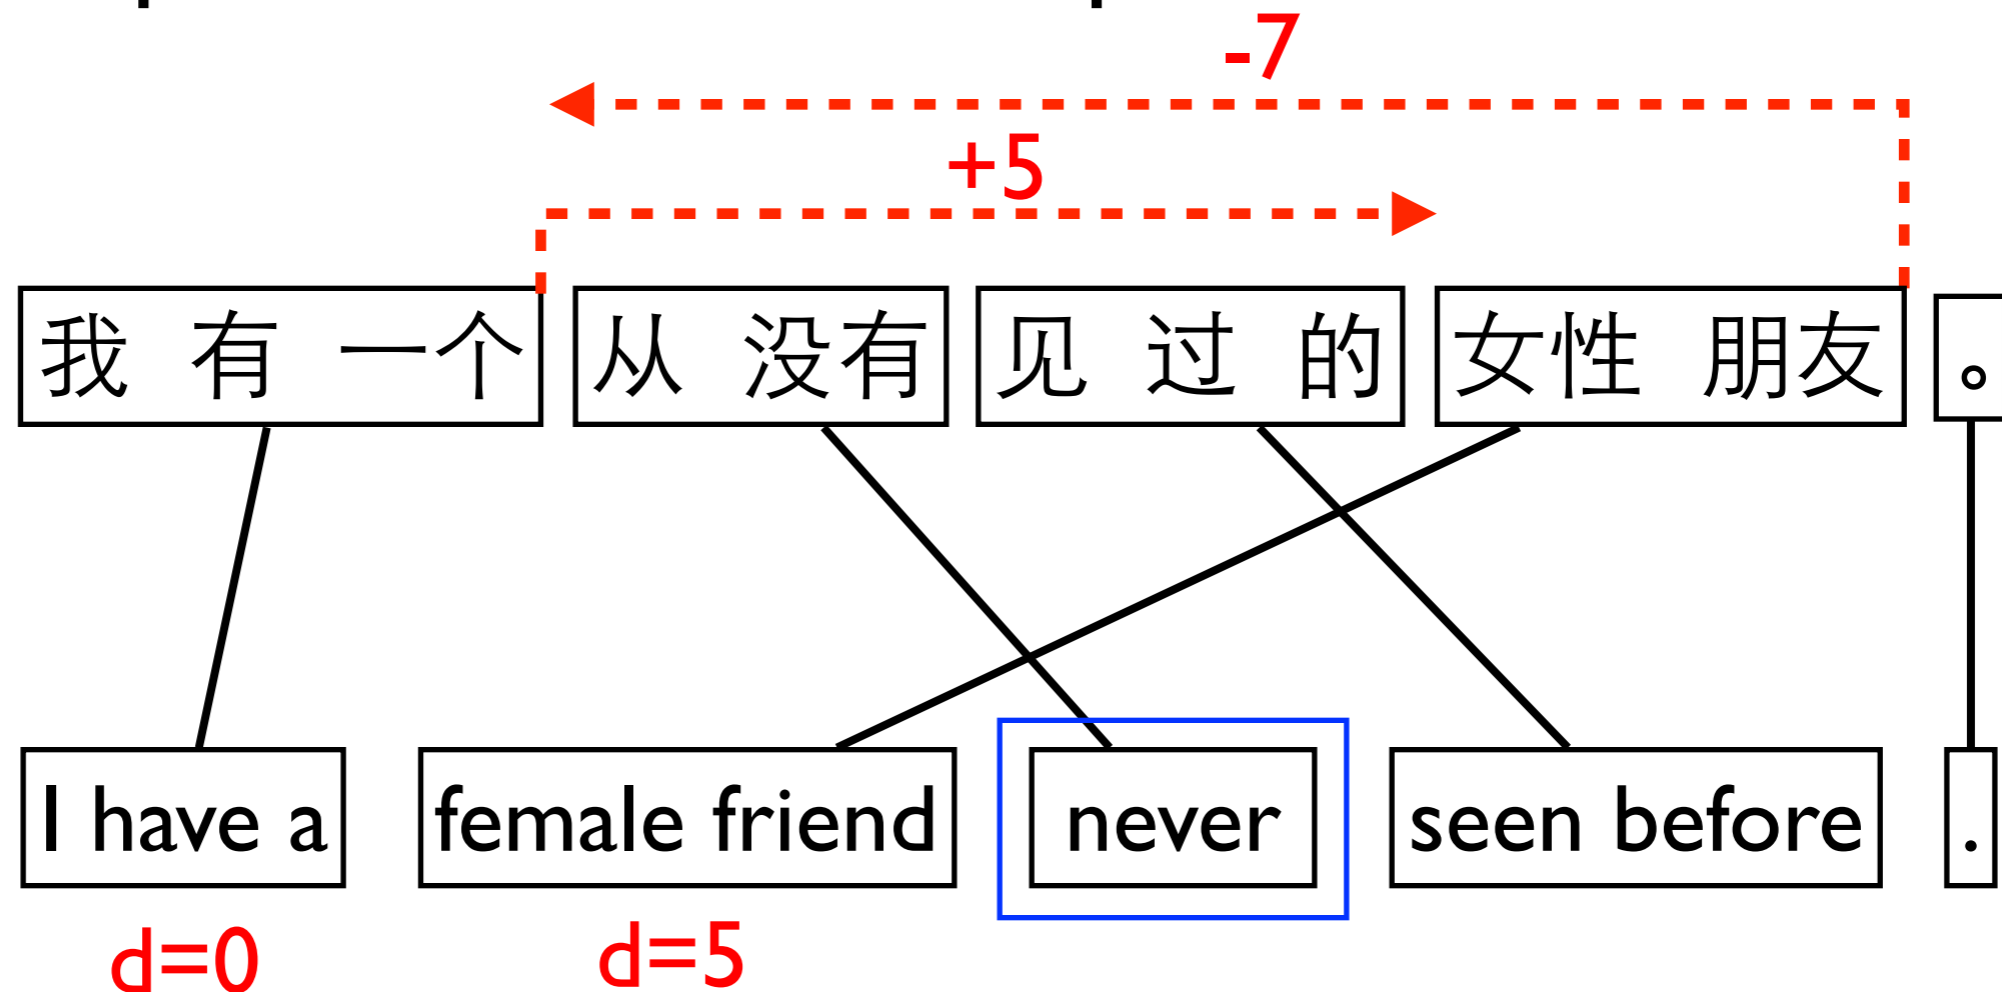 -7
+5
我 有 一个 从 没有 见 过 的 女性 朋友 。
I have a female friend never seen before .
d=0 d=5